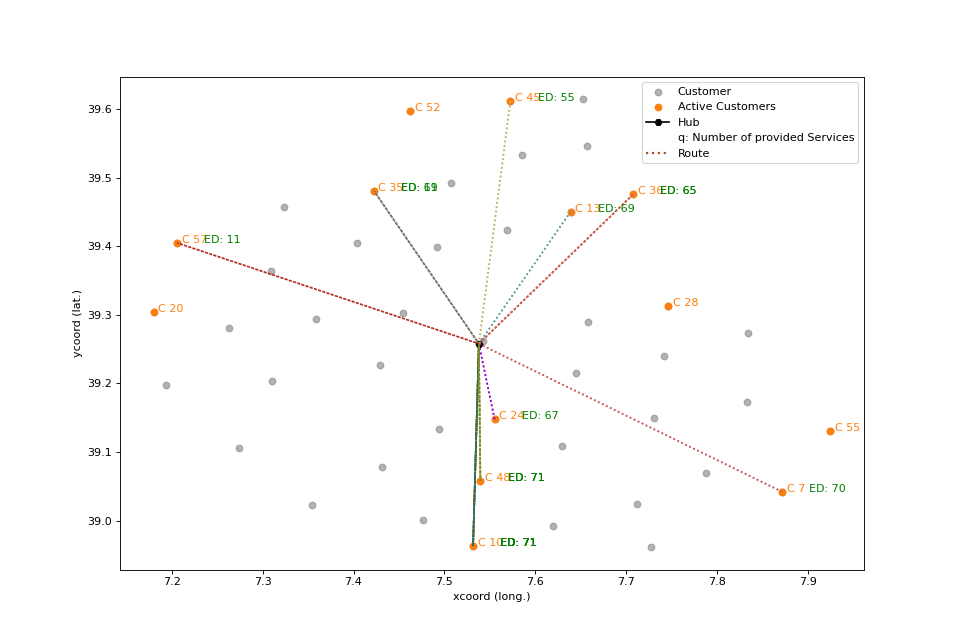 Customer
Active Customers
Hub
q: Number of provided Services
Route
39.6
39.5
39.4
39.3
39.2
39.1
39.0
ycoord (lat.)
C 52
C 45 ED: 55
C 35
C 36 ED: 65
C 13 ED: 69
C 57 ED: 11
C 20
C 28
C 24 ED: 67
C 55
C 48 ED: 71
C 7 ED: 70
C 10 ED: 71
7.2 7.3 7.4 7.5 7.6 7.7 7.8 7.9
xcoord (long.)